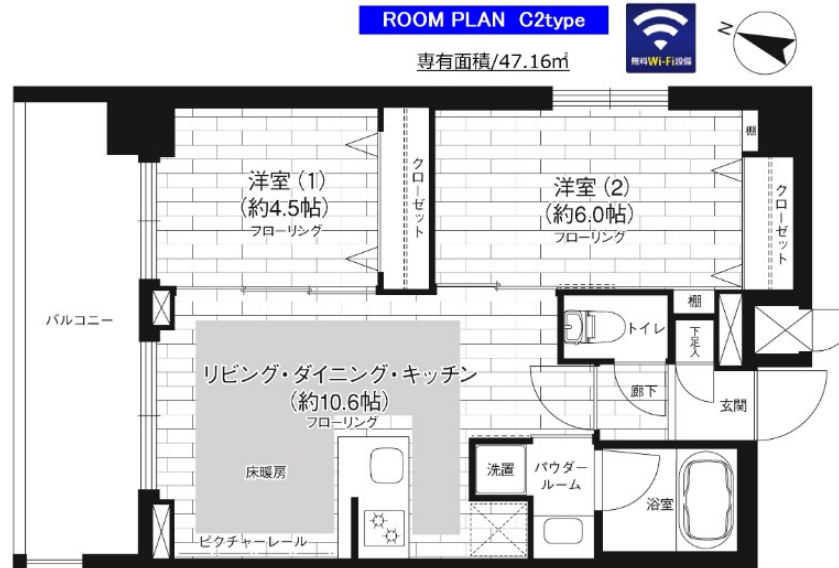 ROOM PLAN C2type
無料Wi-Fi設備
N
専有面積/47.16㎡
洋室(1)
(約4.5帖)
フローリング
クローゼット
洋室(2)
(約6.0帖)
フローリング
棚
クローゼット
バルコニー
棚
トイレ
下足入
リビング・ダイニング・キッチン
(約10.6帖)
フローリング
廊下
玄関
床暖房
洗置
パウダー
ルーム
浴室
ピクチャーレール